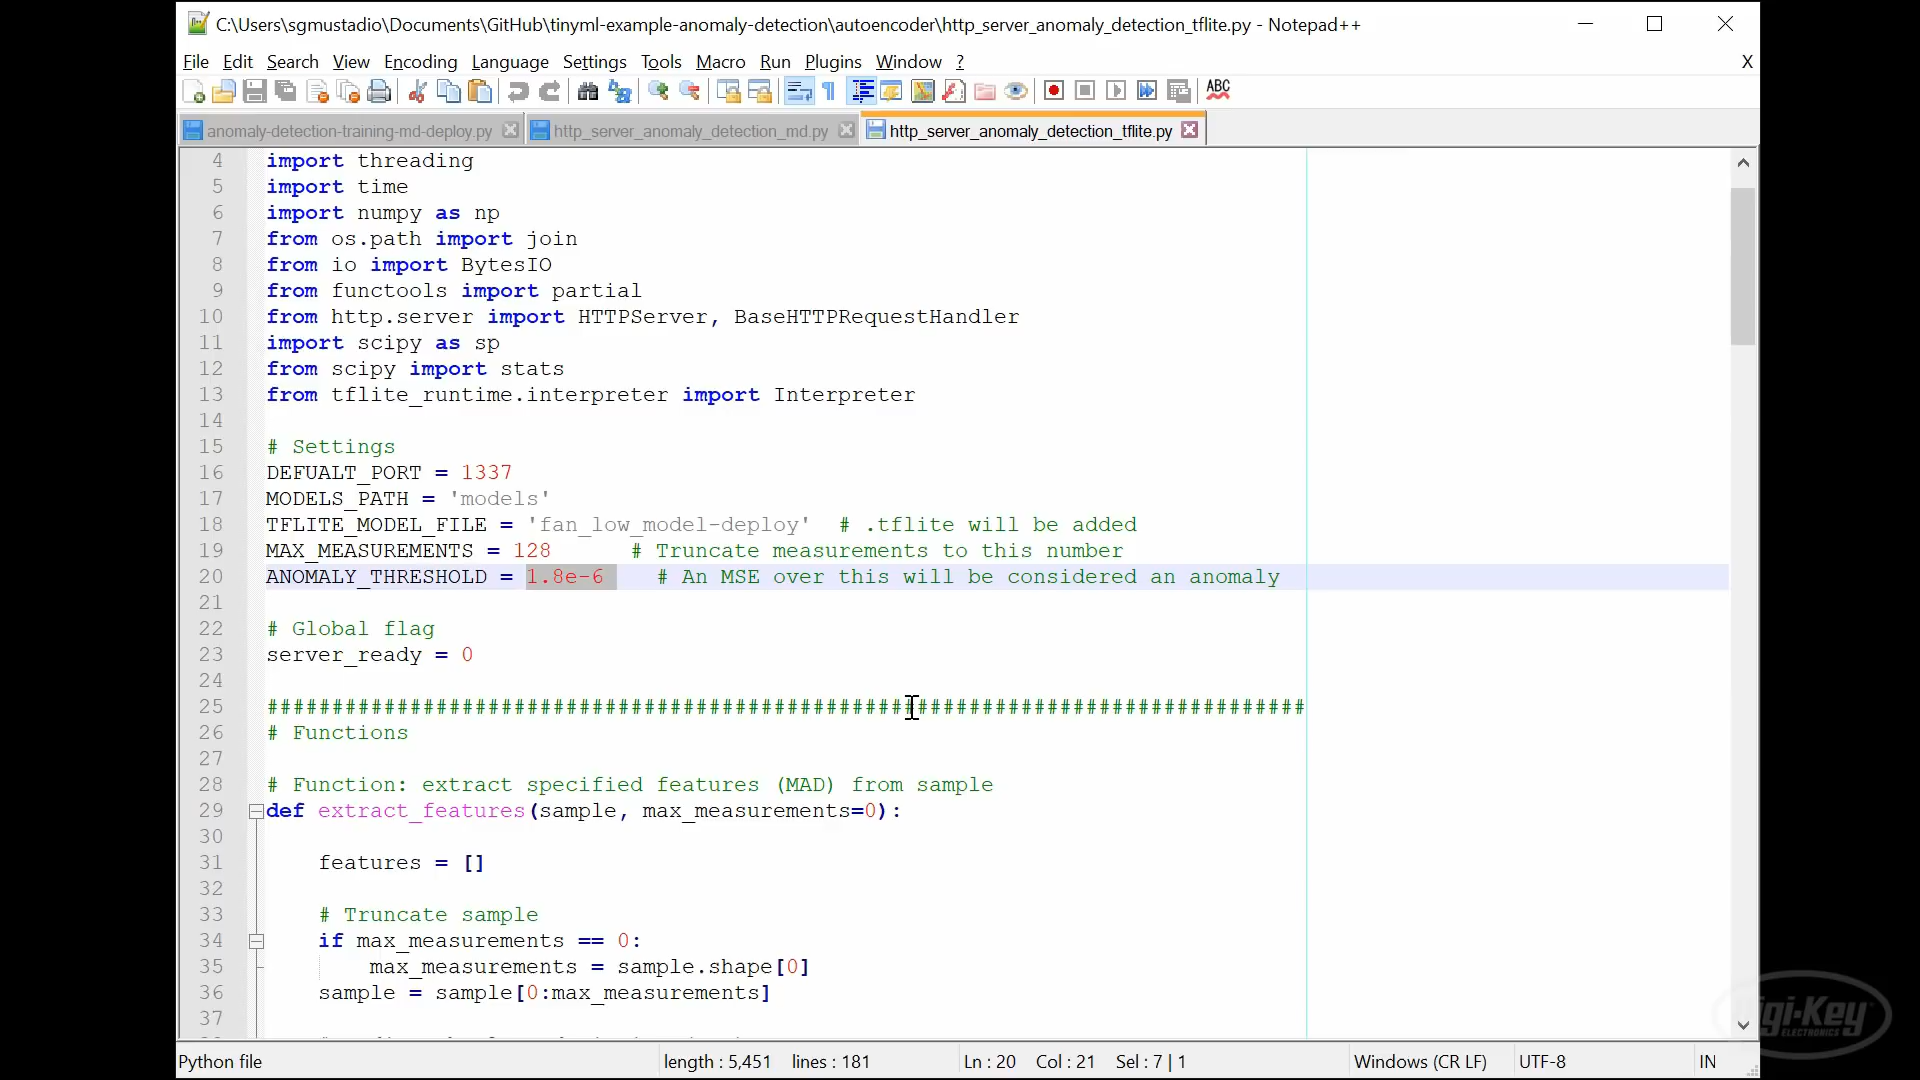 C:\Users\sgmustadio\Documents\GitHub\tinyml-example-anomaly-detection\autoencoder\http_server_anomaly_detection_tflite.py - Notepad++
File Edit Search View Encoding Language Settings Tools Macro Run Plugins Window ? X
ABC
anomaly-detection-training-md-deploy.py http_server_anomaly_detection_md.py http_server_anomaly_detection_tflite.py
4 import threading
5 import time
6 import numpy as np
7 from os.path import join
8 from io import BytesIO
9 from functools import partial
10 from http.server import HTTPServer, BaseHTTPRequestHandler
11 import scipy as sp
12 from scipy import stats
13 from tflite_runtime.interpreter import Interpreter
14
15 # Settings
16 DEFUALT_PORT = 1337
17 MODELS_PATH = 'models'
18 TFLITE_MODEL_FILE = 'fan_low_model-deploy'  # .tflite will be added
19 MAX_MEASUREMENTS = 128      # Truncate measurements to this number
20 ANOMALY_THRESHOLD = 1.8e-6    # An MSE over this will be considered an anomaly
21
22 # Global flag
23 server_ready = 0
24
25 ################################################################################
26 # Functions
27
28 # Function: extract specified features (MAD) from sample
29 def extract_features(sample, max_measurements=0):
30
31     features = []
32
33     # Truncate sample
34     if max_measurements == 0:
35         max_measurements = sample.shape[0]
36     sample = sample[0:max_measurements]
37
Python file length : 5,451 lines : 181 Ln : 20 Col : 21 Sel : 7 | 1 Windows (CR LF) UTF-8 IN
Digi-Key
ELECTRONICS